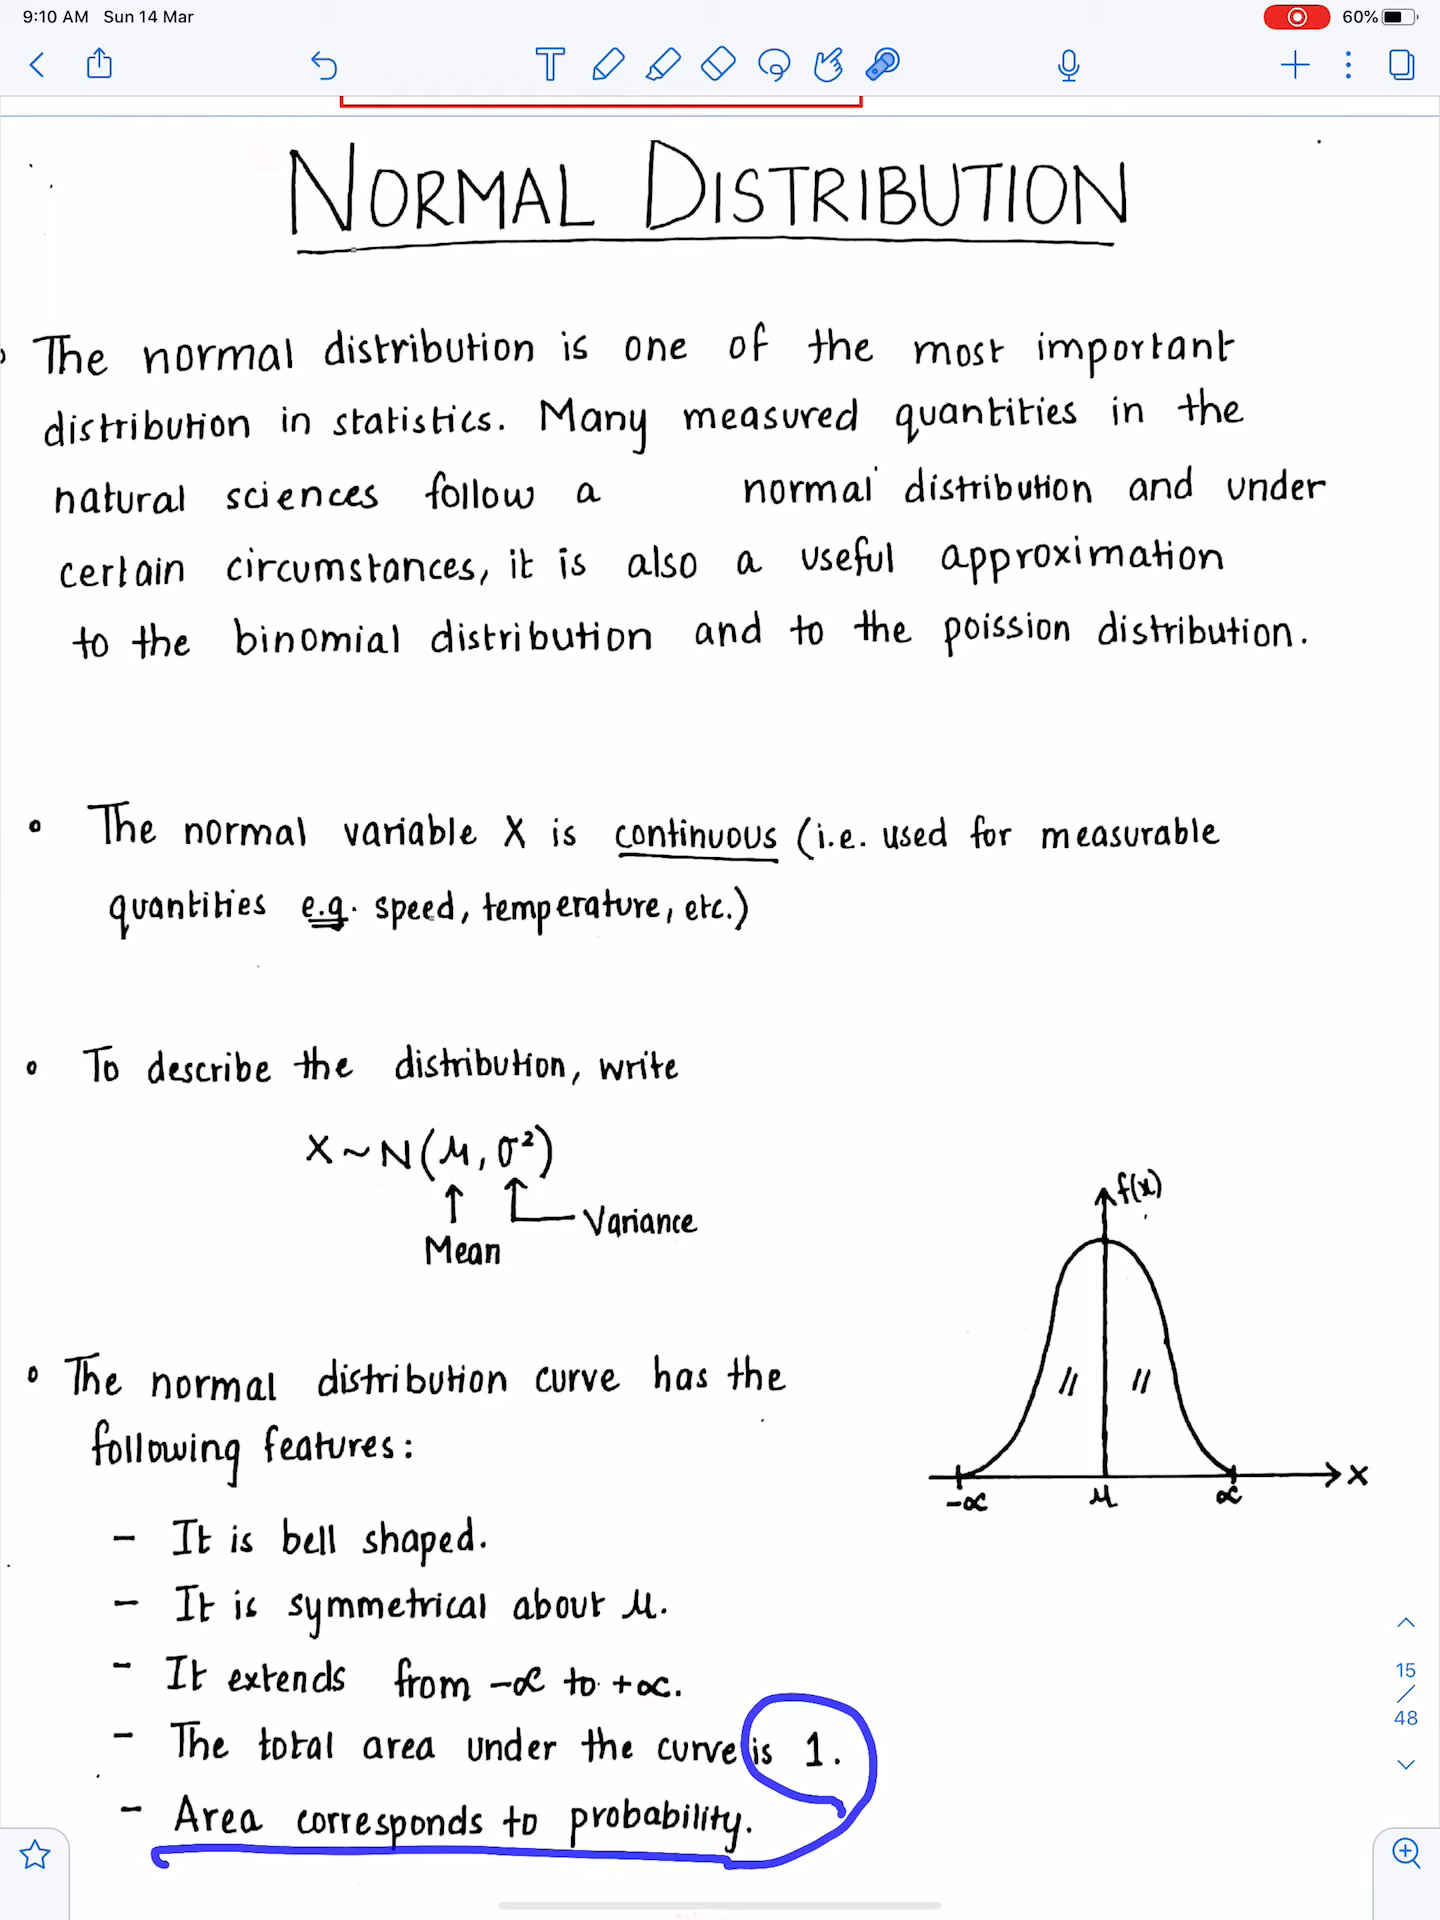 9:10 AM Sun 14 Mar
60%
NORMAL DISTRIBUTION
The normal distribution is one of the most important
distribution in statistics. Many measured quantities in the
natural sciences follow a normal distribution and under
certain circumstances, it is also a useful approximation
to the binomial distribution and to the poission distribution.
The normal variable X is continuous (i.e. used for measurable
quantities e.g. speed, temperature, etc.)
To describe the distribution, write
X ~ N(μ, σ²)
Variance
Mean
f(x)
The normal distribution curve has the
following features:
X
-∝ μ ∝
- It is bell shaped.
- It is symmetrical about μ.
- It extends from -∝ to +∝.
- The total area under the curve is 1.
- Area corresponds to probability.
15
/
48